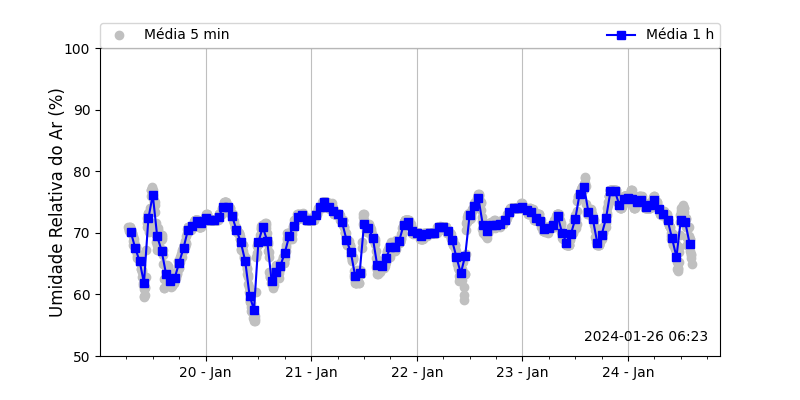 Média 5 min
Média 1 h
Umidade Relativa do Ar (%)
100
90
80
70
60
50
2024-01-26 06:23
20 - Jan
21 - Jan
22 - Jan
23 - Jan
24 - Jan